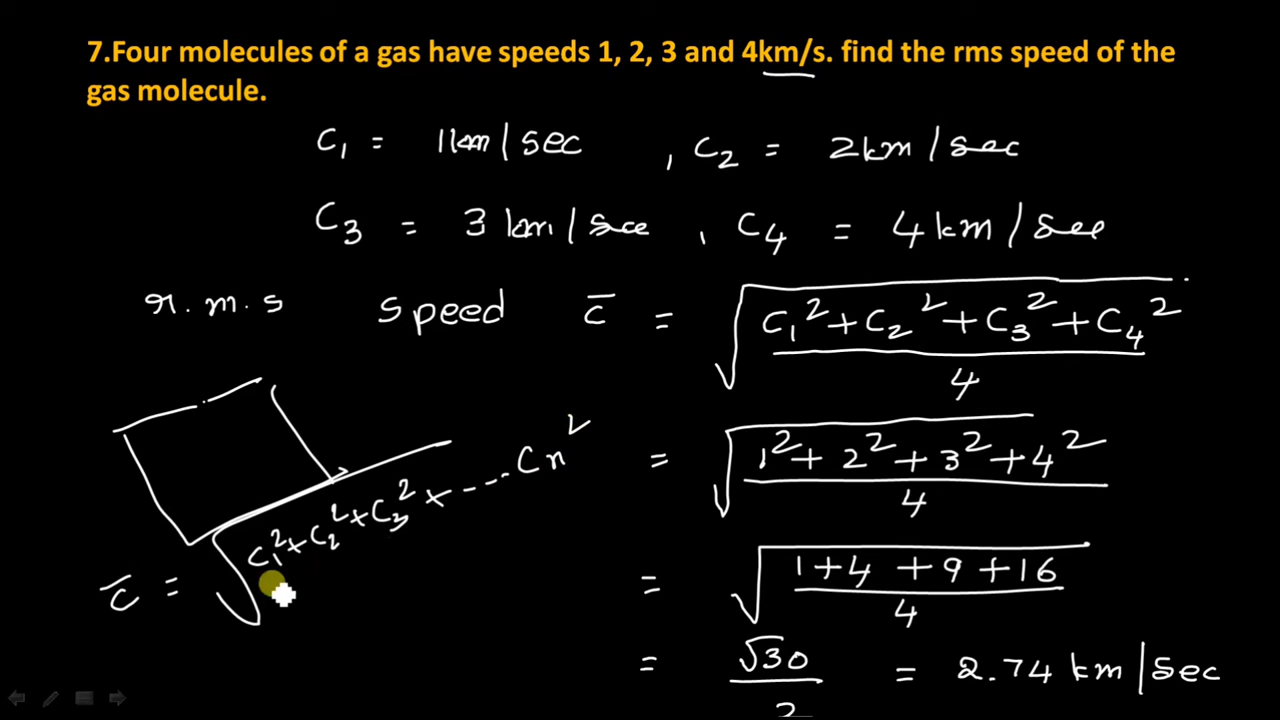 7.Four molecules of a gas have speeds 1, 2, 3 and 4km/s. find the rms speed of the
gas molecule.
C₁ = 1km/sec , C₂ = 2km/sec
C₃ = 3km/sec , C₄ = 4km/sec
r.m.s speed c̅ = √((C₁² + C₂² + C₃² + C₄²)/4)
= √((1² + 2² + 3² + 4²)/4)
c̅ = √(C₁² + C₂² + C₃² + ---- Cn²
= √((1 + 4 + 9 + 16)/4)
= √30/2 = 2.74 km/sec